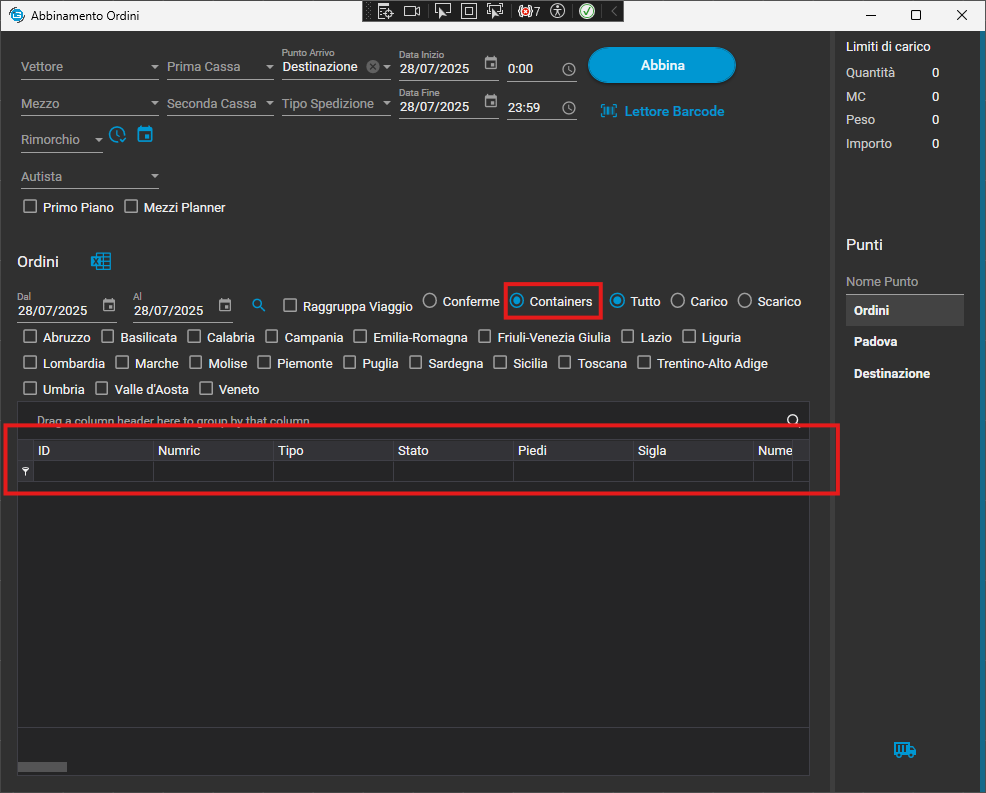 Abbinamento Ordini
7
Vettore
Prima Cassa
Punto Arrivo
Destinazione
Data Inizio
28/07/2025
0:00
Abbina
Mezzo
Seconda Cassa
Tipo Spedizione
Data Fine
28/07/2025
23:59
Lettore Barcode
Rimorchio
Autista
Primo Piano
Mezzi Planner
Limiti di carico
Quantità 0
MC 0
Peso 0
Importo 0
Ordini
Dal
28/07/2025
Al
28/07/2025
Raggruppa Viaggio
Conferme
Containers
Tutto
Carico
Scarico
Abruzzo Basilicata Calabria Campania Emilia-Romagna Friuli-Venezia Giulia Lazio Liguria
Lombardia Marche Molise Piemonte Puglia Sardegna Sicilia Toscana Trentino-Alto Adige
Umbria Valle d'Aosta Veneto
Drag a column header here to group by that column
ID Numric Tipo Stato Piedi Sigla Nume
Punti
Nome Punto
Ordini
Padova
Destinazione